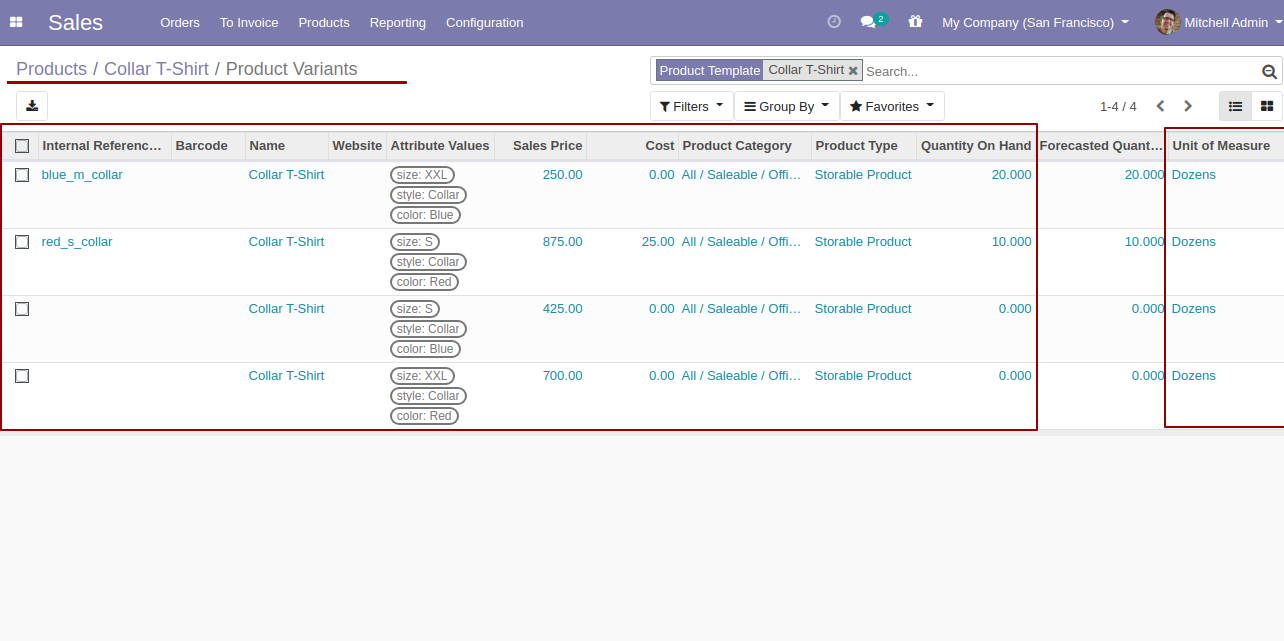 Sales Orders To Invoice Products Reporting Configuration 2 My Company (San Francisco) Mitchell Admin
Products / Collar T-Shirt / Product Variants Product Template Collar T-Shirt Search...
Filters Group By Favorites 1-4 / 4
Internal Referenc... Barcode Name Website Attribute Values Sales Price Cost Product Category Product Type Quantity On Hand Forecasted Quant... Unit of Measure
blue_m_collar Collar T-Shirt size: XXL 250.00 0.00 All / Saleable / Offi... Storable Product 20.000 20.000 Dozens
style: Collar
color: Blue
red_s_collar Collar T-Shirt size: S 875.00 25.00 All / Saleable / Offi... Storable Product 10.000 10.000 Dozens
style: Collar
color: Red
Collar T-Shirt size: S 425.00 0.00 All / Saleable / Offi... Storable Product 0.000 0.000 Dozens
style: Collar
color: Blue
Collar T-Shirt size: XXL 700.00 0.00 All / Saleable / Offi... Storable Product 0.000 0.000 Dozens
style: Collar
color: Red